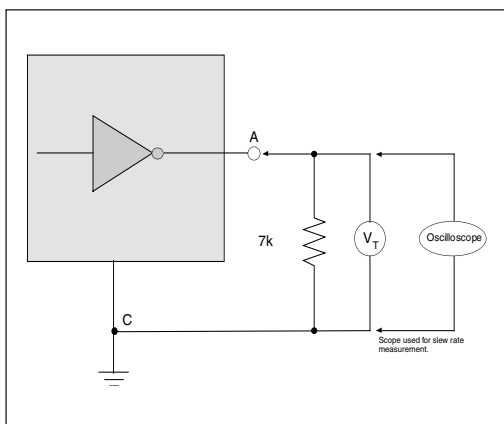 A
7k
VT
Oscilloscope
C
Scope used for slew rate
measurement.